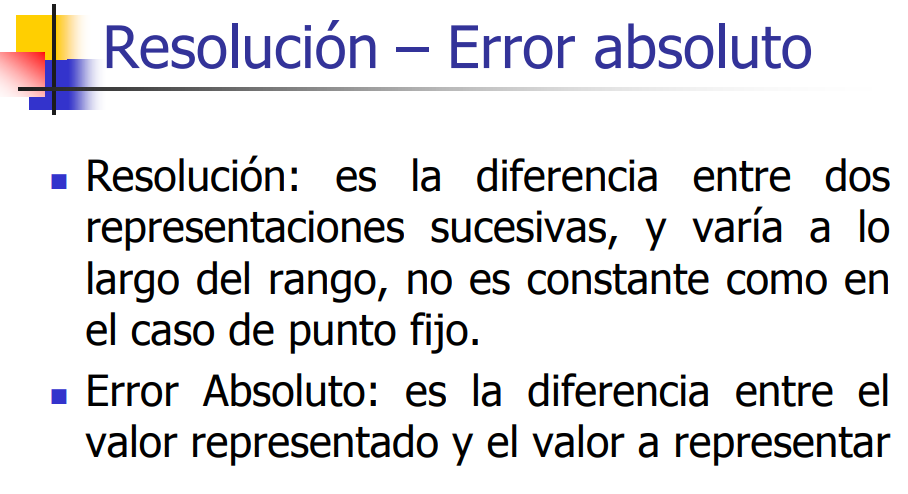 Resolución – Error absoluto
Resolución: es la diferencia entre dos
representaciones sucesivas, y varía a lo
largo del rango, no es constante como en
el caso de punto fijo.
Error Absoluto: es la diferencia entre el
valor representado y el valor a representar